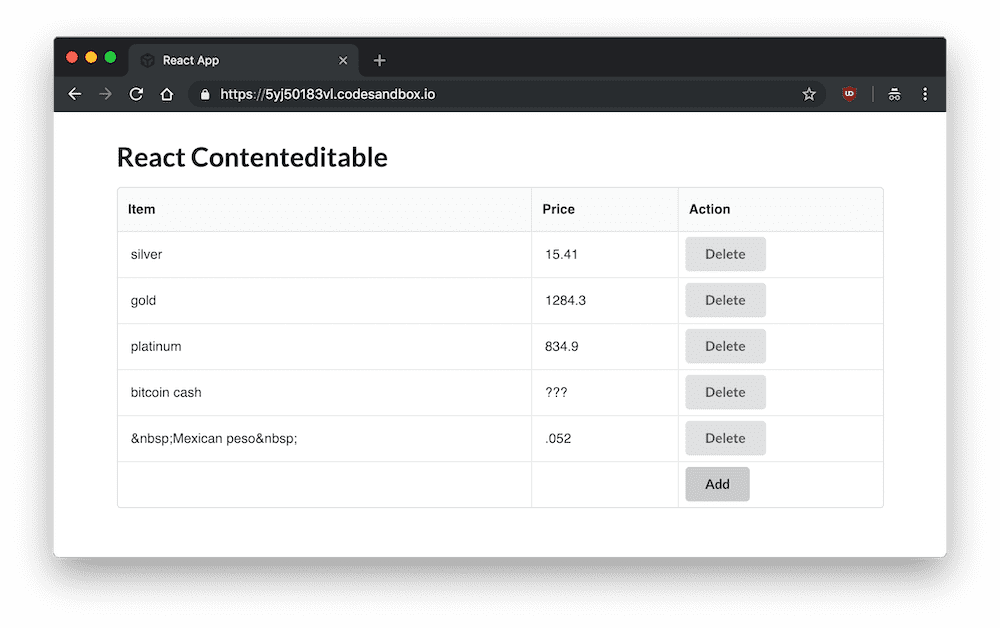 React App
https://5yj50183vl.codesandbox.io
React Contenteditable
Item Price Action
silver 15.41 Delete
gold 1284.3 Delete
platinum 834.9 Delete
bitcoin cash ??? Delete
&nbsp;Mexican peso&nbsp; .052 Delete
Add